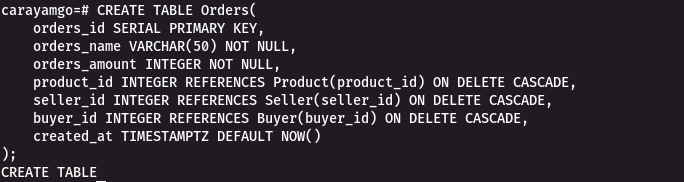 carayamgo=# CREATE TABLE Orders(
    orders_id SERIAL PRIMARY KEY,
    orders_name VARCHAR(50) NOT NULL,
    orders_amount INTEGER NOT NULL,
    product_id INTEGER REFERENCES Product(product_id) ON DELETE CASCADE,
    seller_id INTEGER REFERENCES Seller(seller_id) ON DELETE CASCADE,
    buyer_id INTEGER REFERENCES Buyer(buyer_id) ON DELETE CASCADE,
    created_at TIMESTAMPTZ DEFAULT NOW()
);
CREATE TABLE